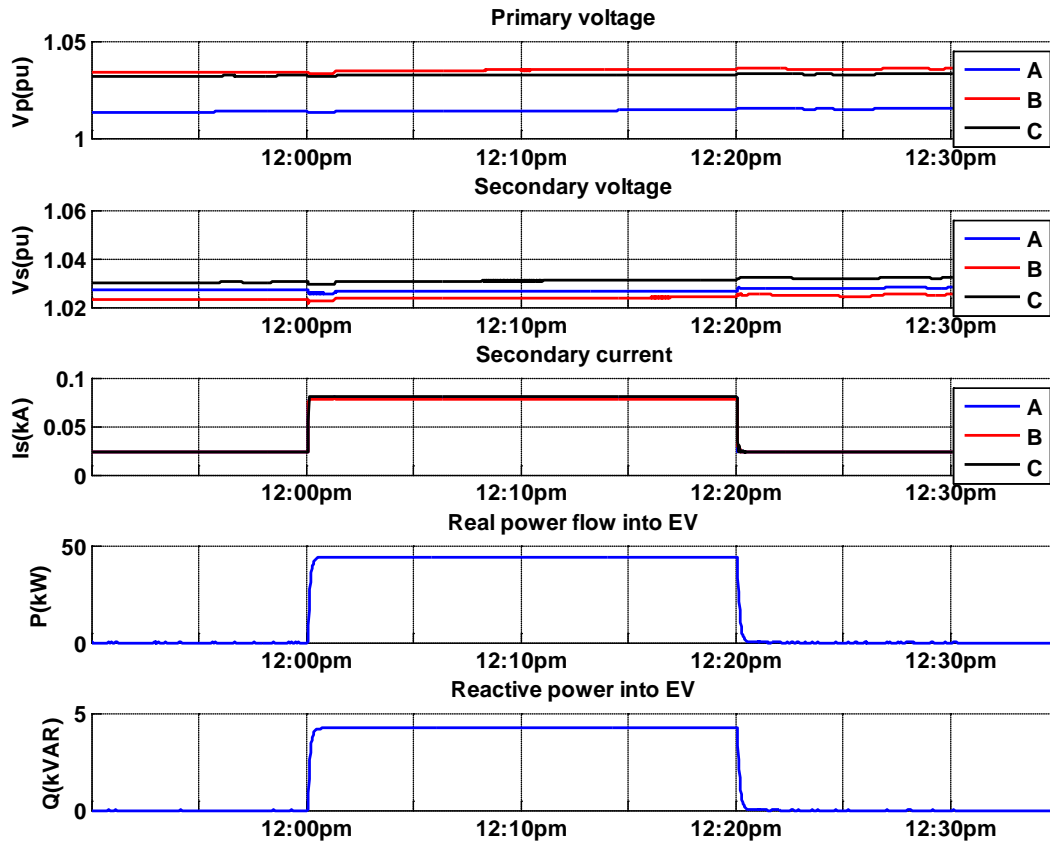 Primary voltage
1.05
1
Vp(pu)
A
B
C
12:00pm 12:10pm 12:20pm 12:30pm
Secondary voltage
1.06
1.04
1.02
Vs(pu)
A
B
C
12:00pm 12:10pm 12:20pm 12:30pm
Secondary current
0.1
0.05
0
Is(kA)
A
B
C
12:00pm 12:10pm 12:20pm 12:30pm
Real power flow into EV
50
0
P(kW)
12:00pm 12:10pm 12:20pm 12:30pm
Reactive power into EV
5
0
Q(kVAR)
12:00pm 12:10pm 12:20pm 12:30pm